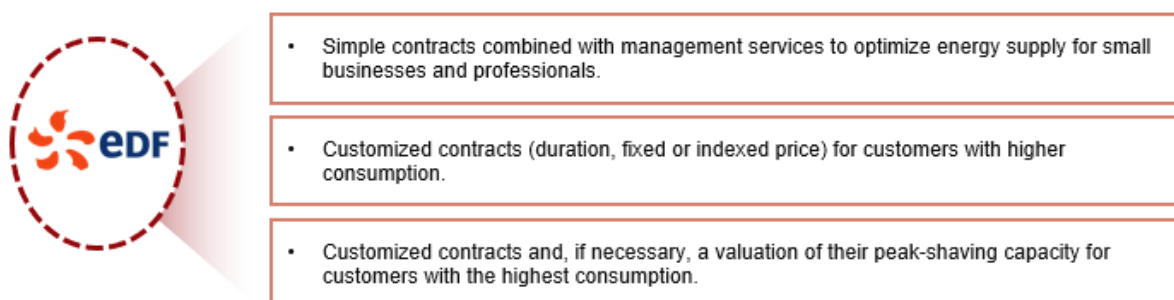 eDF
• Simple contracts combined with management services to optimize energy supply for small
businesses and professionals.
• Customized contracts (duration, fixed or indexed price) for customers with higher
consumption.
• Customized contracts and, if necessary, a valuation of their peak-shaving capacity for
customers with the highest consumption.